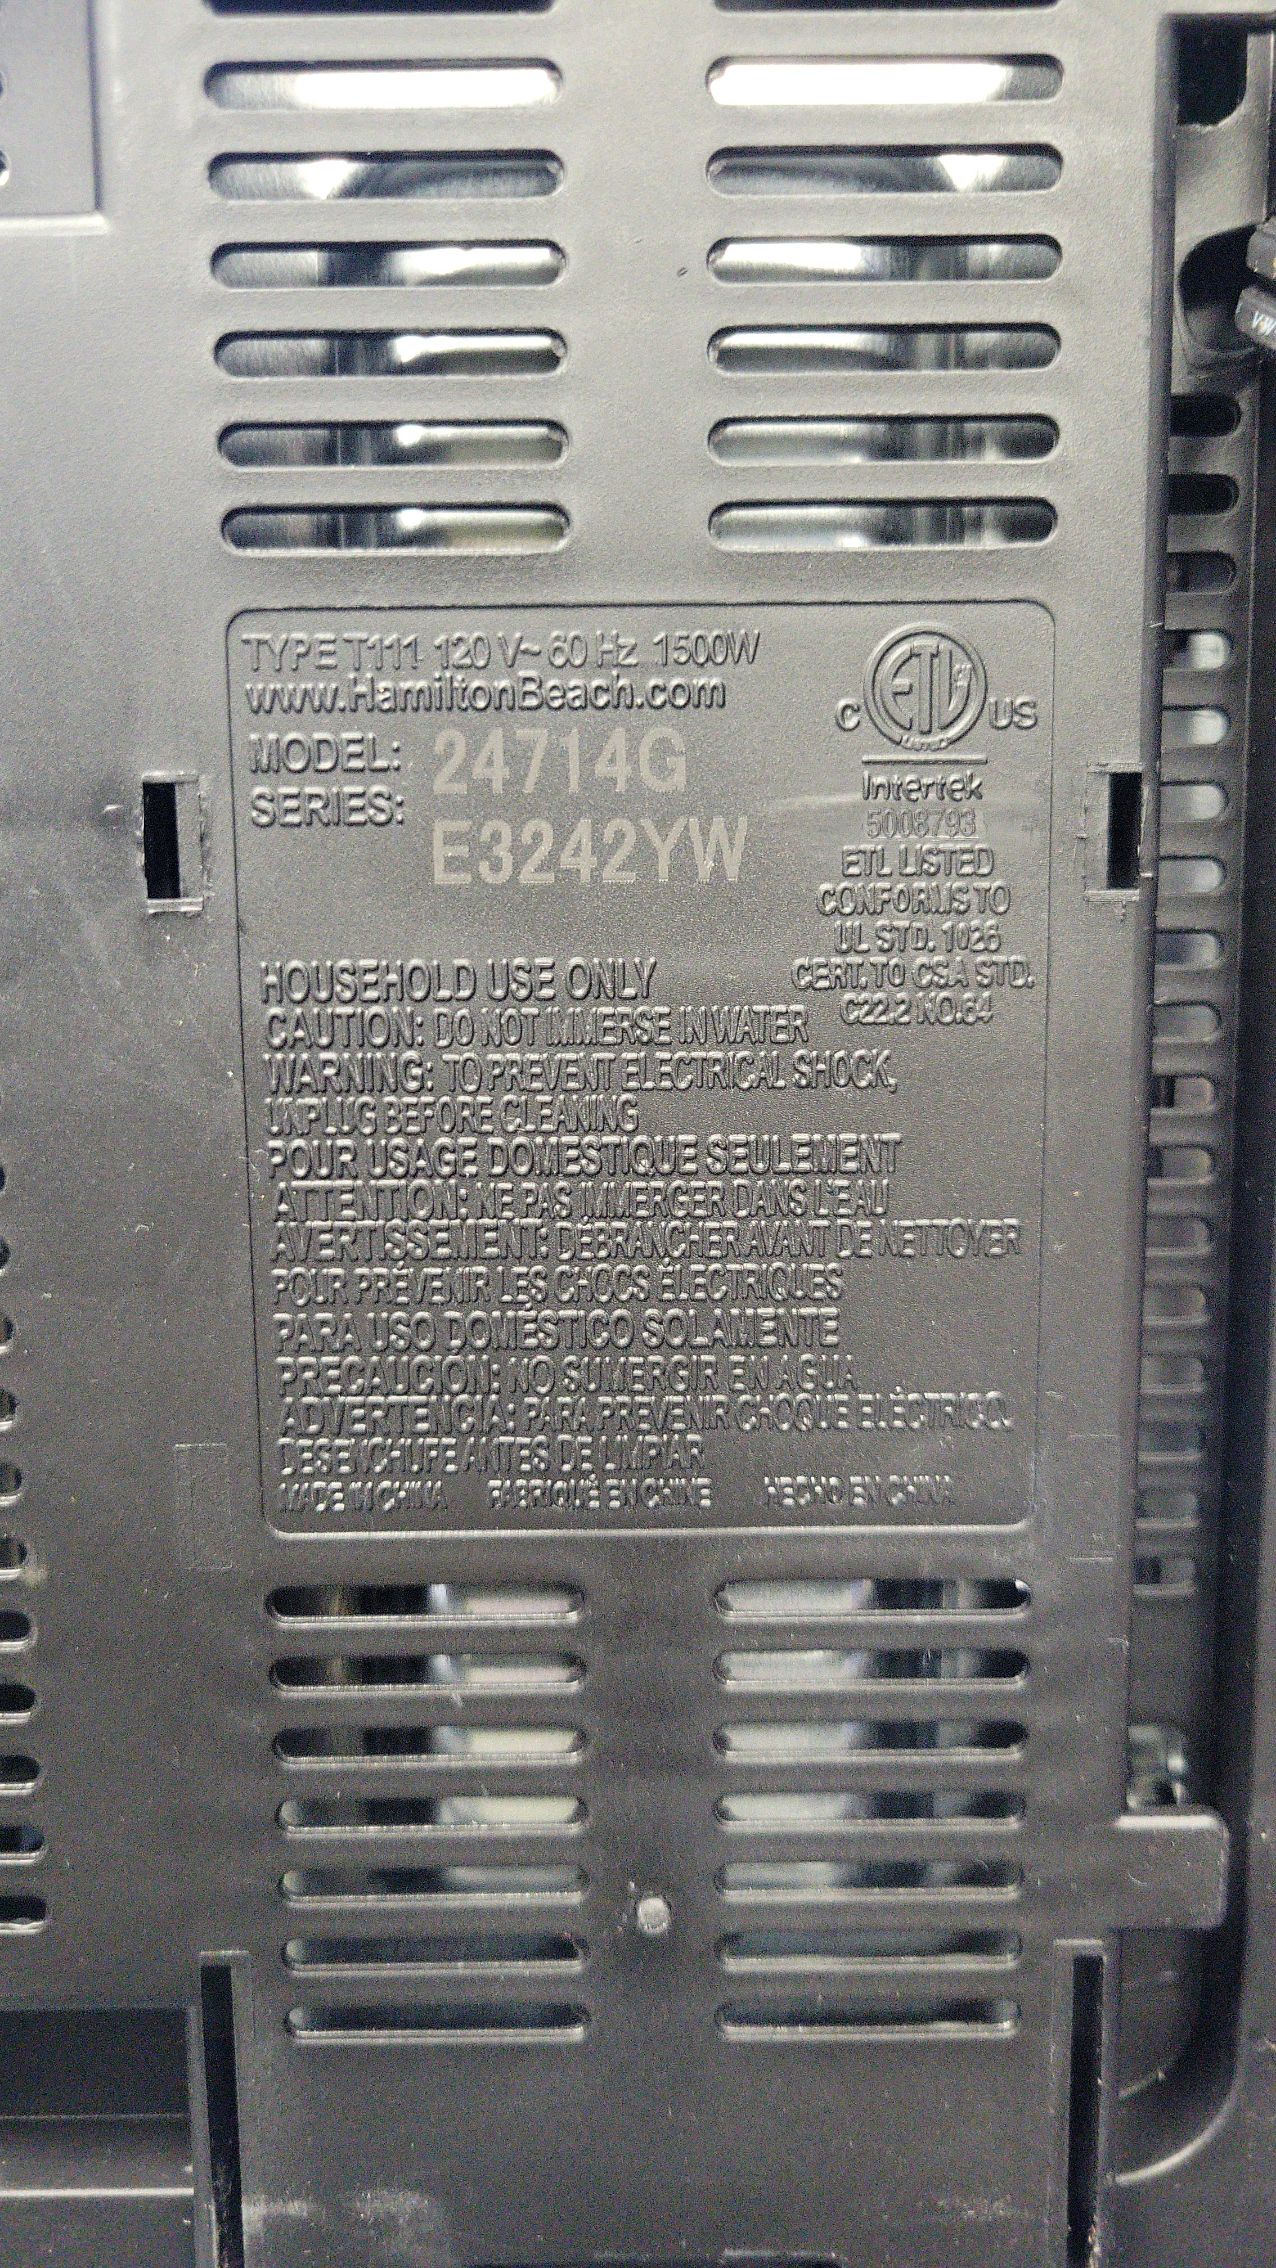 TYPE T111 120 V~ 60 Hz 1500W
www.HamiltonBeach.com
MODEL: 24714G
SERIES: E3242YW
ETL
C US
Intertek
5008793
ETL LISTED
CONFORMS TO
UL STD. 1026
CERT. TO CSA STD.
C22.2 NO.64
HOUSEHOLD USE ONLY
CAUTION: DO NOT IMMERSE IN WATER
WARNING: TO PREVENT ELECTRICAL SHOCK,
UNPLUG BEFORE CLEANING
POUR USAGE DOMESTIQUE SEULEMENT
ATTENTION: NE PAS IMMERGER DANS L'EAU
AVERTISSEMENT: DÉBRANCHER AVANT DE NETTOYER
POUR PRÉVENIR LES CHOCS ÉLECTRIQUES
PARA USO DOMÉSTICO SOLAMENTE
PRECAUCION: NO SUMERGIR EN AGUA
ADVERTENCIA: PARA PREVENIR CHOQUE ELÉCTRICO,
DESENCHUFE ANTES DE LIMPIAR
MADE IN CHINA FABRIQUÉ EN CHINE HECHO EN CHINA